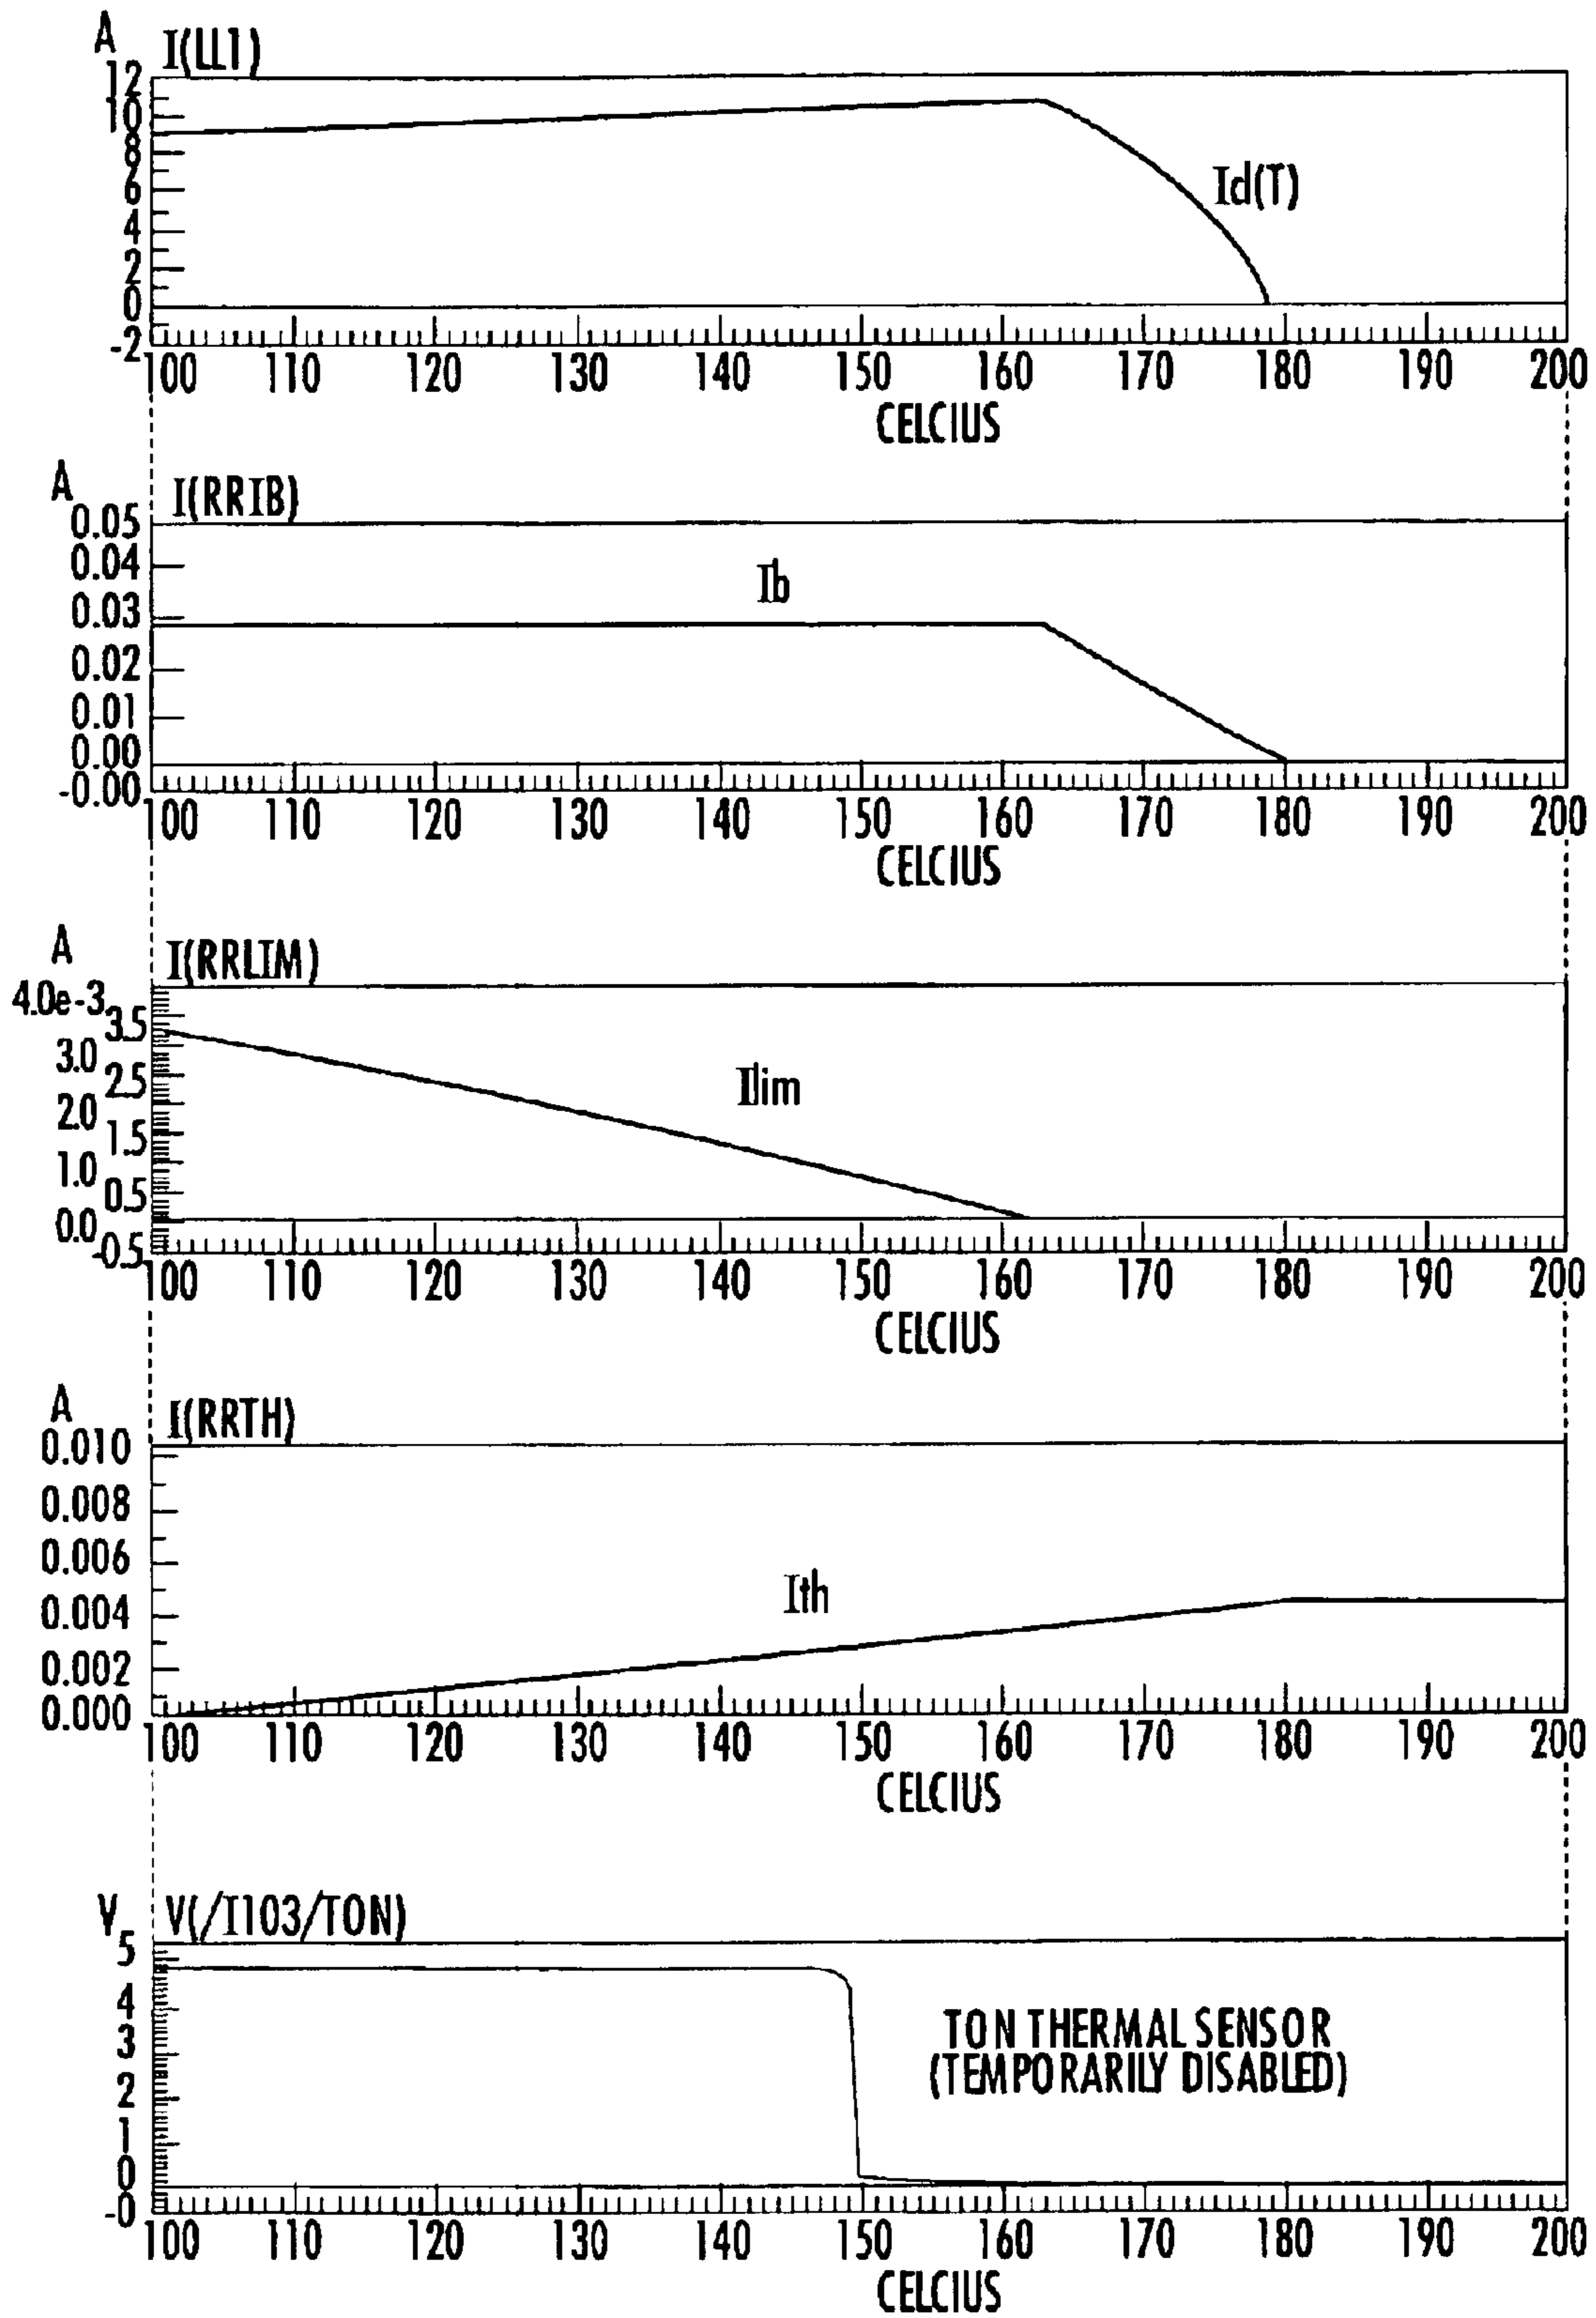 A
I(LL1)
12
10
8
6
4
2
0
-2
Id(T)
100 110 120 130 140 150 160 170 180 190 200
CELCIUS
A
I(RRIB)
0.05
0.04
0.03
0.02
0.01
0.00
-0.00
Ib
100 110 120 130 140 150 160 170 180 190 200
CELCIUS
A
I(RRLIM)
4.0e-3
3.5
3.0
2.5
2.0
1.5
1.0
0.5
0.0
-0.5
Ilim
100 110 120 130 140 150 160 170 180 190 200
CELCIUS
A
I(RRTH)
0.010
0.008
0.006
0.004
0.002
0.000
Ith
100 110 120 130 140 150 160 170 180 190 200
CELCIUS
V
V(/I103/TON)
5
4
3
2
1
0
-0
TON THERMAL SENSOR
(TEMPORARILY DISABLED)
100 110 120 130 140 150 160 170 180 190 200
CELCIUS